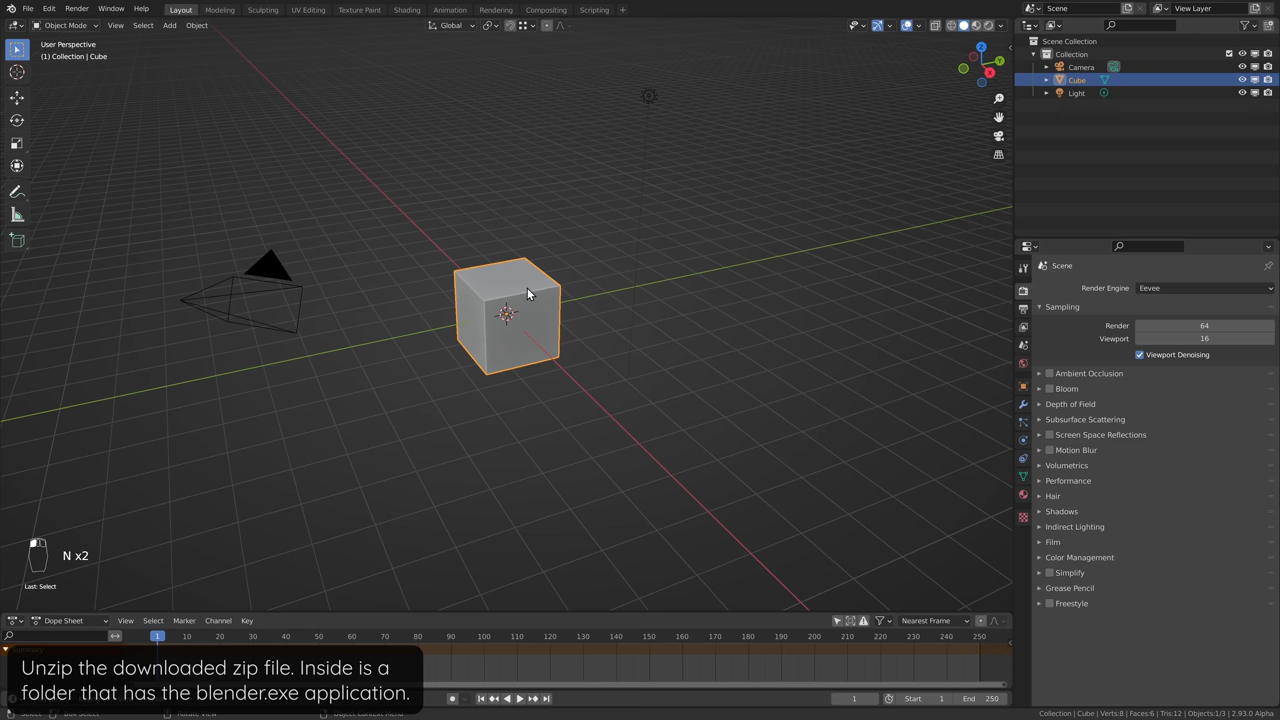 File Edit Render Window Help Layout Modeling Sculpting UV Editing Texture Paint Shading Animation Rendering Compositing Scripting + Scene View Layer
Object Mode View Select Add Object Global
User Perspective
(1) Collection | Cube
Scene Collection
Collection
Camera
Cube
Light
Z
Y
X
Scene
Render Engine Eevee
Sampling
Render 64
Viewport 16
Viewport Denoising
Ambient Occlusion
Bloom
Depth of Field
Subsurface Scattering
Screen Space Reflections
Motion Blur
Volumetrics
Performance
Hair
Shadows
Indirect Lighting
Film
Color Management
Simplify
Grease Pencil
Freestyle
N x2
Last: Select
Dope Sheet View Select Marker Channel Key Nearest Frame
1 10 20 30 40 50 60 70 80 90 100 110 120 130 140 150 160 170 180 190 200 210 220 230 240 250
Summary
Unzip the downloaded zip file. Inside is a
folder that has the blender.exe application.
1 Start 1 End 250
Collection | Cube | Verts:8 | Faces:6 | Tris:12 | Objects:1/3 | 2.93.0 Alpha